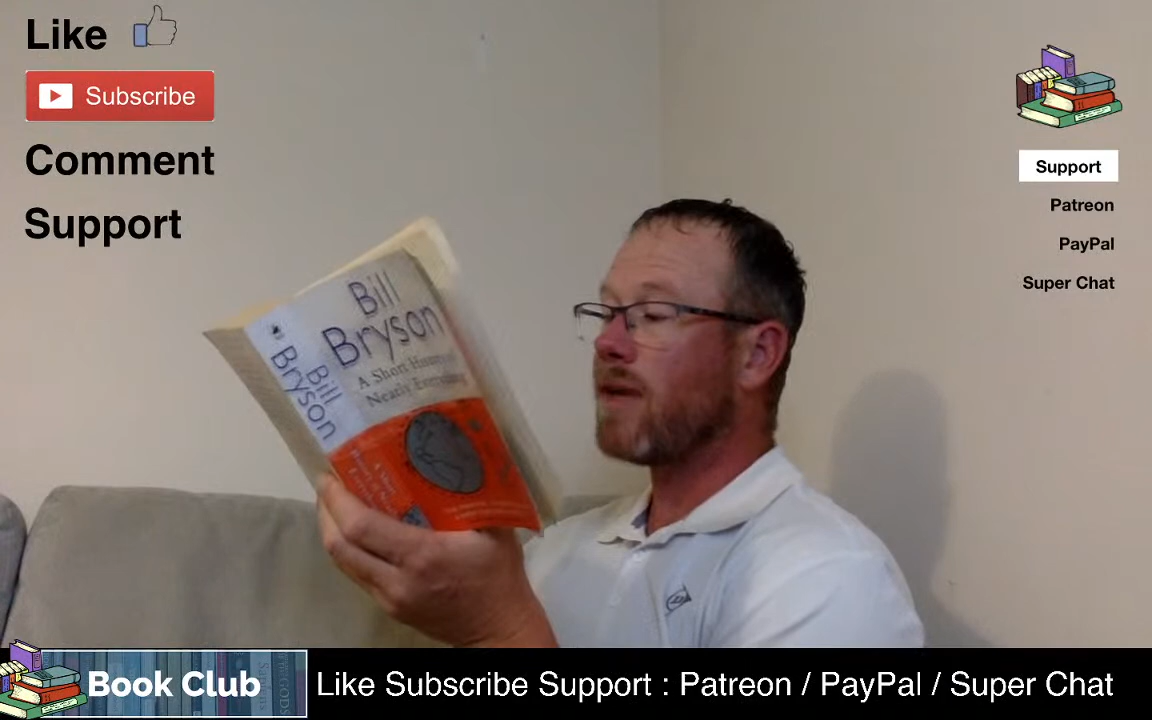 Like
Subscribe
Comment
Support
Support
Patreon
PayPal
Super Chat
Bill
Bryson
A Short History
Nearly Everything
Bill
Bryson
Book Club
Like Subscribe Support : Patreon / PayPal / Super Chat